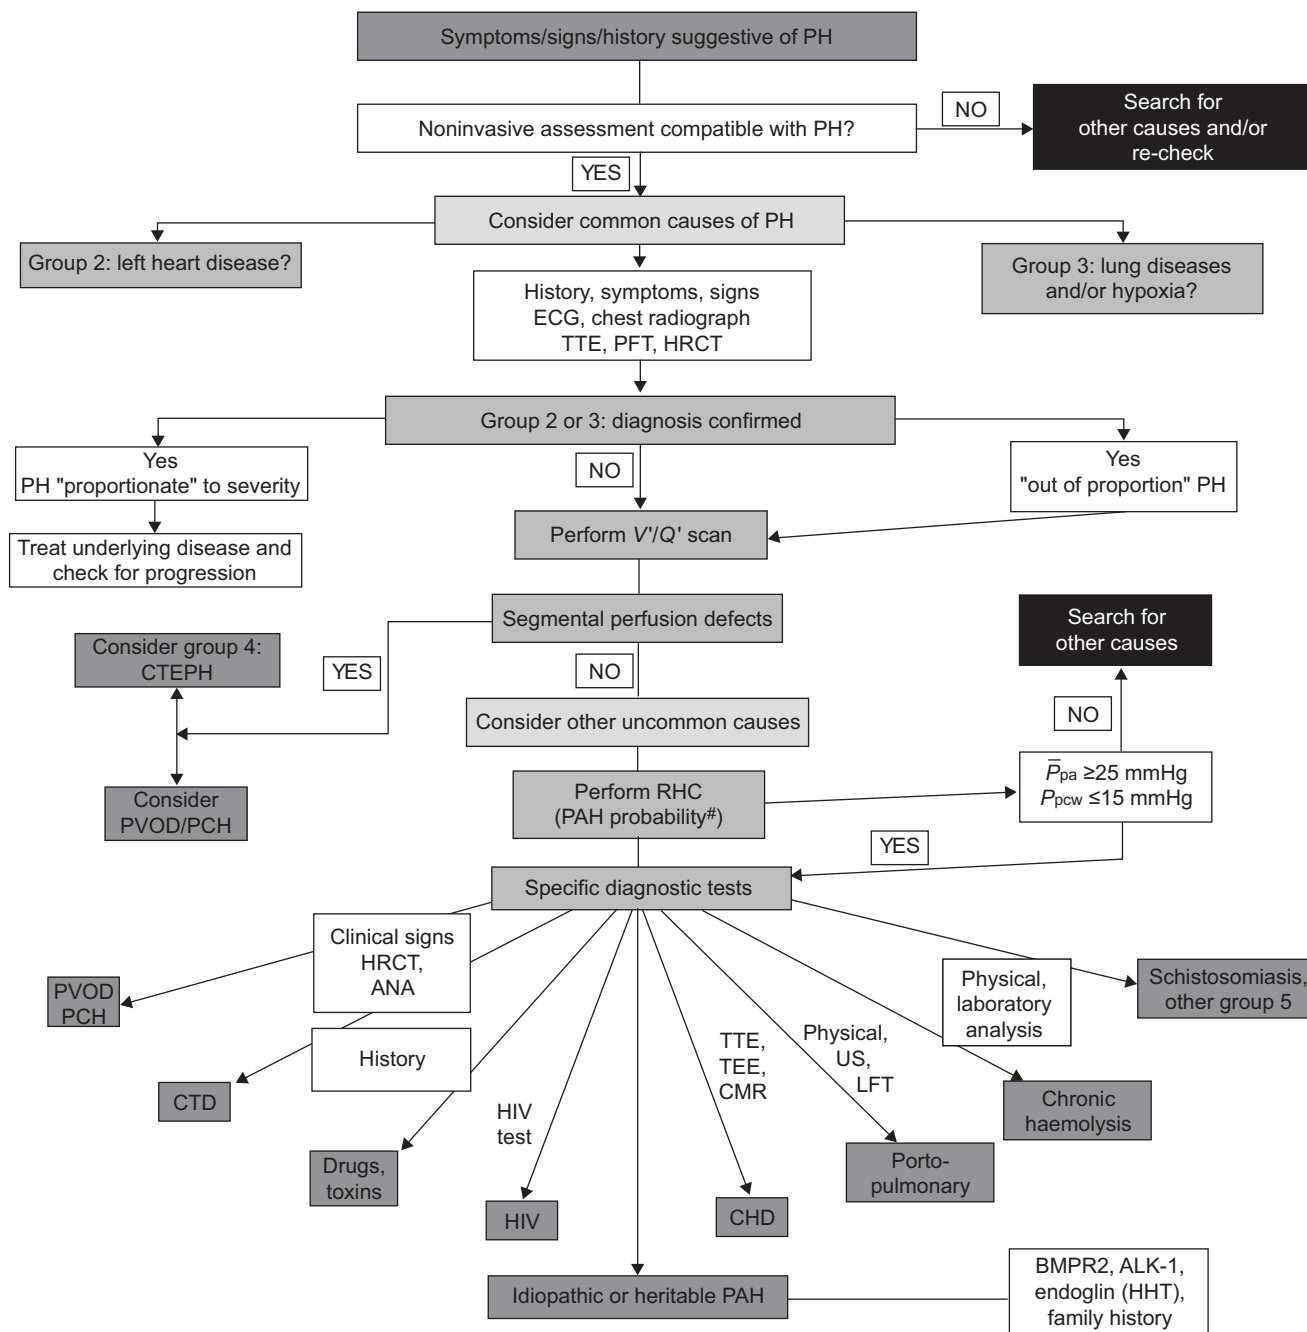 Symptoms/signs/history suggestive of PH
Noninvasive assessment compatible with PH?
NO
Search for
other causes and/or
re-check
YES
Consider common causes of PH
Group 2: left heart disease?
Group 3: lung diseases
and/or hypoxia?
History, symptoms, signs
ECG, chest radiograph
TTE, PFT, HRCT
Group 2 or 3: diagnosis confirmed
Yes
PH "proportionate" to severity
NO
Yes
"out of proportion" PH
Treat underlying disease and
check for progression
Perform V'/Q' scan
Segmental perfusion defects
Search for
other causes
Consider group 4:
CTEPH
YES
NO
NO
Consider other uncommon causes
Consider
PVOD/PCH
Perform RHC
(PAH probability#)
P̅pa ≥25 mmHg
Ppcw ≤15 mmHg
YES
Specific diagnostic tests
Clinical signs
HRCT,
ANA
PVOD
PCH
Physical,
laboratory
analysis
Schistosomiasis,
other group 5
History
TTE,
TEE,
CMR
Physical,
US,
LFT
CTD
HIV
test
Chronic
haemolysis
Drugs,
toxins
Porto-
pulmonary
HIV
CHD
Idiopathic or heritable PAH
BMPR2, ALK-1,
endoglin (HHT),
family history